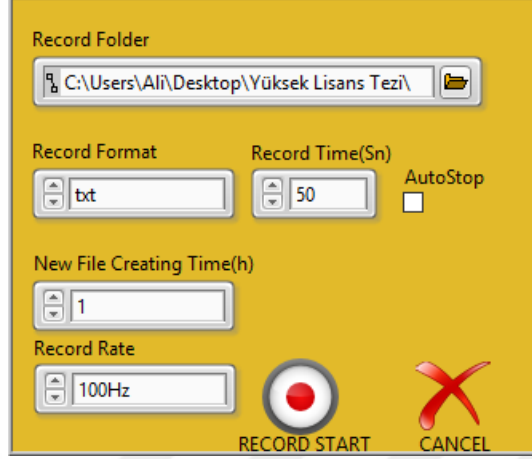 Record Folder
C:\Users\Ali\Desktop\Yüksek Lisans Tezi\
Record Format
Record Time(Sn)
AutoStop
txt
50
New File Creating Time(h)
1
Record Rate
100Hz
RECORD START
CANCEL